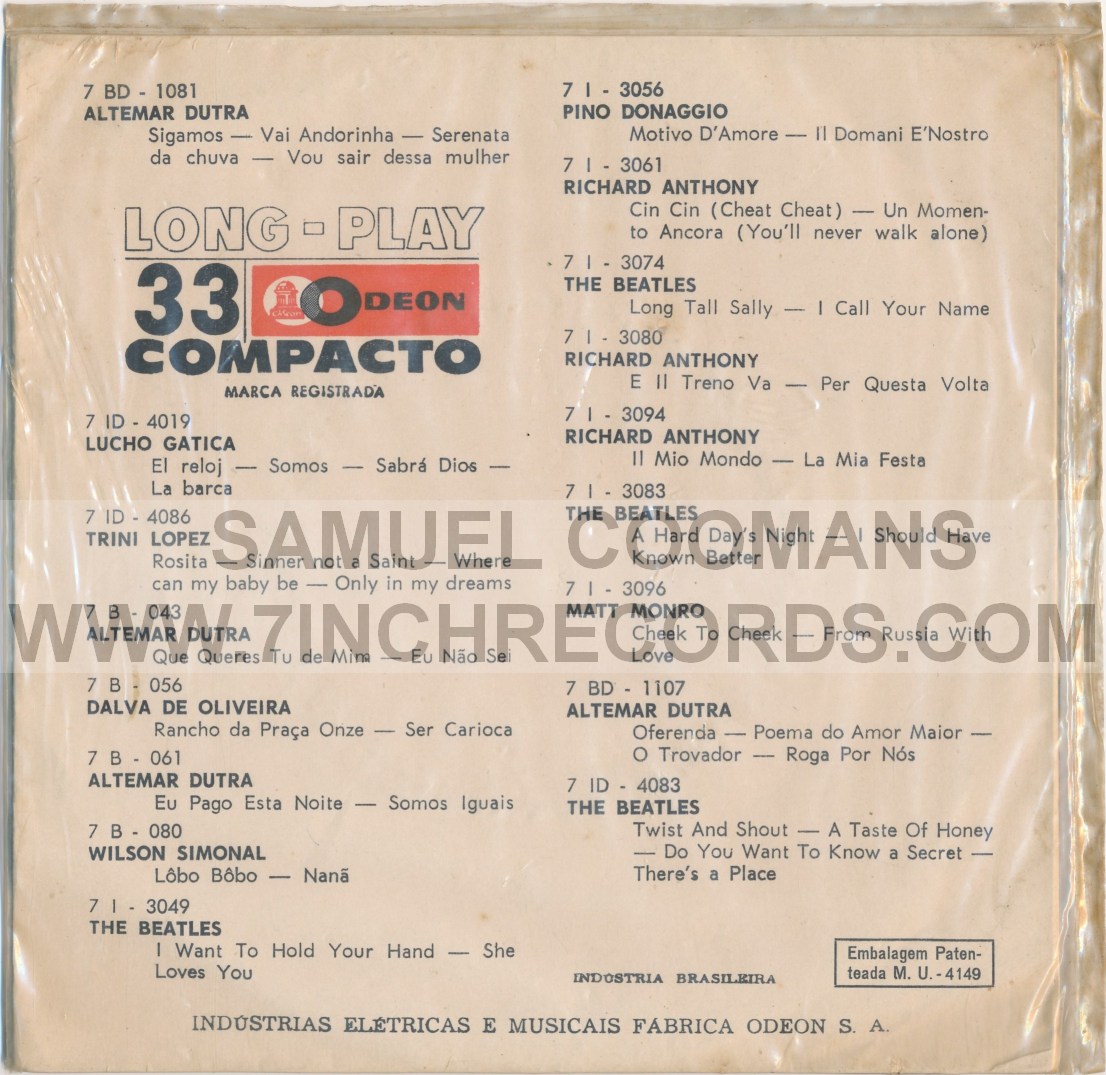 7 BD - 1081
ALTEMAR DUTRA
Sigamos — Vai Andorinha — Serenata
da chuva — Vou sair dessa mulher
LONG-PLAY
33 ODEON
COMPACTO
MARCA REGISTRADA
7 ID - 4019
LUCHO GATICA
El reloj — Somos — Sabrá Dios —
La barca
7 ID - 4086
TRINI LOPEZ
Rosita — Sinner not a Saint — Where
can my baby be — Only in my dreams
7 B - 043
ALTEMAR DUTRA
Que Queres Tu de Mim — Eu Não Sei
7 B - 056
DALVA DE OLIVEIRA
Rancho da Praça Onze — Ser Carioca
7 B - 061
ALTEMAR DUTRA
Eu Pago Esta Noite — Somos Iguais
7 B - 080
WILSON SIMONAL
Lôbo Bôbo — Nanã
7 I - 3049
THE BEATLES
I Want To Hold Your Hand — She
Loves You
7 I - 3056
PINO DONAGGIO
Motivo D'Amore — Il Domani E'Nostro
7 I - 3061
RICHARD ANTHONY
Cin Cin (Cheat Cheat) — Un Momen-
to Ancora (You'll never walk alone)
7 I - 3074
THE BEATLES
Long Tall Sally — I Call Your Name
7 I - 3080
RICHARD ANTHONY
E Il Treno Va — Per Questa Volta
7 I - 3094
RICHARD ANTHONY
Il Mio Mondo — La Mia Festa
7 I - 3083
THE BEATLES
A Hard Day's Night — I Should Have
Known Better
7 I - 3096
MATT MONRO
Cheek To Cheek — From Russia With
Love
7 BD - 1107
ALTEMAR DUTRA
Oferenda — Poema do Amor Maior —
O Trovador — Roga Por Nós
7 ID - 4083
THE BEATLES
Twist And Shout — A Taste Of Honey
— Do You Want To Know a Secret —
There's a Place
INDÚSTRIA BRASILEIRA
Embalagem Paten-
teada M. U. - 4149
INDÚSTRIAS ELÉTRICAS E MUSICAIS FÁBRICA ODEON S. A.
SAMUEL COOMANS
WWW.7INCHRECORDS.COM